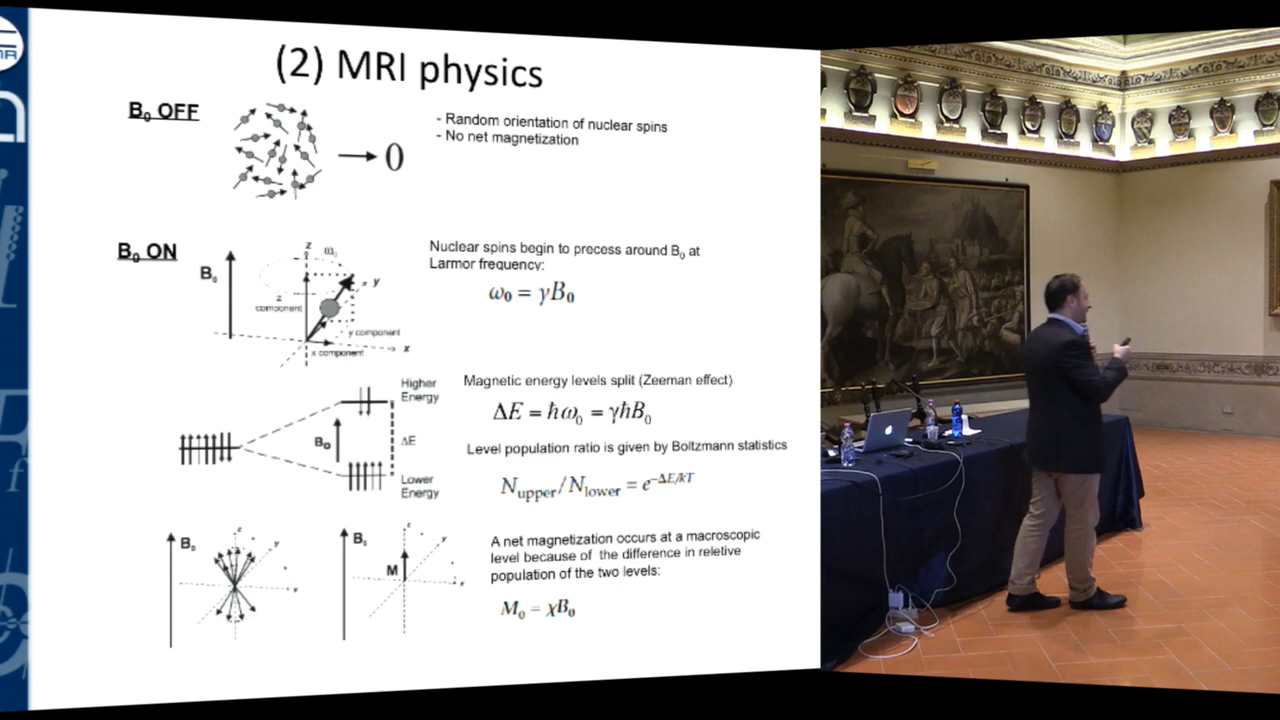 (2) MRI physics
B₀ OFF
- Random orientation of nuclear spins
- No net magnetization
0
B₀ ON
B₀
z
ω₀
y
z
component
y component
x component
x
Nuclear spins begin to precess around B₀ at
Larmor frequency:
ω₀ = γB₀
Higher
Energy
B₀
ΔE
Lower
Energy
Magnetic energy levels split (Zeeman effect)
ΔE = ħω₀ = γħB₀
Level population ratio is given by Boltzmann statistics
Nupper/Nlower = e^−ΔE/kT
B₀
z
y
x
B₀
z
y
x
M
A net magnetization occurs at a macroscopic
level because of the difference in reletive
population of the two levels:
M₀ = χB₀